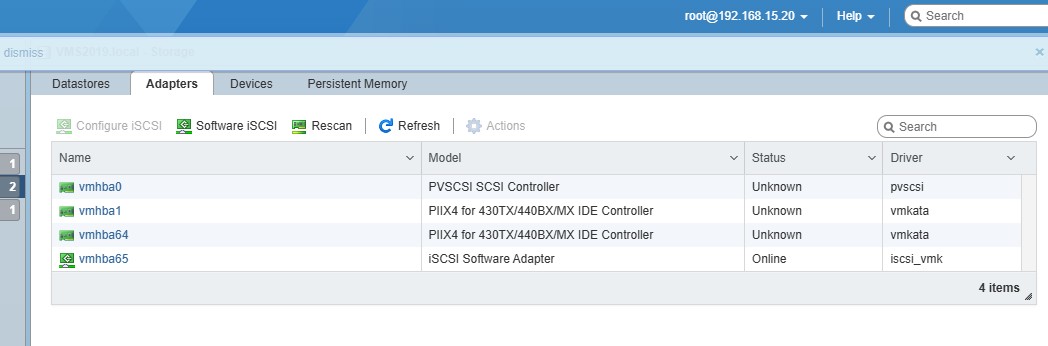 root@192.168.15.20 Help Search
dismiss VMS2019.local - Storage
Datastores Adapters Devices Persistent Memory
Configure iSCSI Software iSCSI Rescan Refresh Actions Search
Name Model Status Driver
1
2
1
vmhba0 PVSCSI SCSI Controller Unknown pvscsi
vmhba1 PIIX4 for 430TX/440BX/MX IDE Controller Unknown vmkata
vmhba64 PIIX4 for 430TX/440BX/MX IDE Controller Unknown vmkata
vmhba65 iSCSI Software Adapter Online iscsi_vmk
4 items